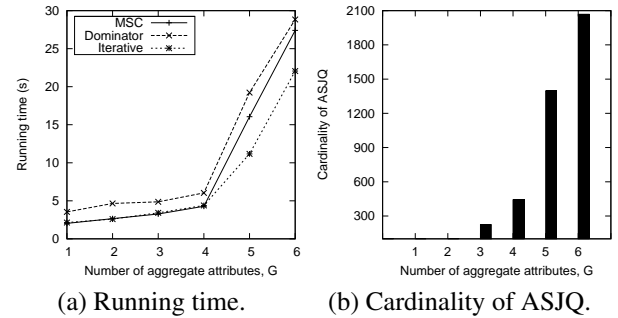 MSC
Dominator
Iterative
Running time (s)
30
25
20
15
10
5
0
1 2 3 4 5 6
Number of aggregate attributes, G
(a) Running time.
Cardinality of ASJQ
2100
1800
1500
1200
900
600
300
1 2 3 4 5 6
Number of aggregate attributes, G
(b) Cardinality of ASJQ.